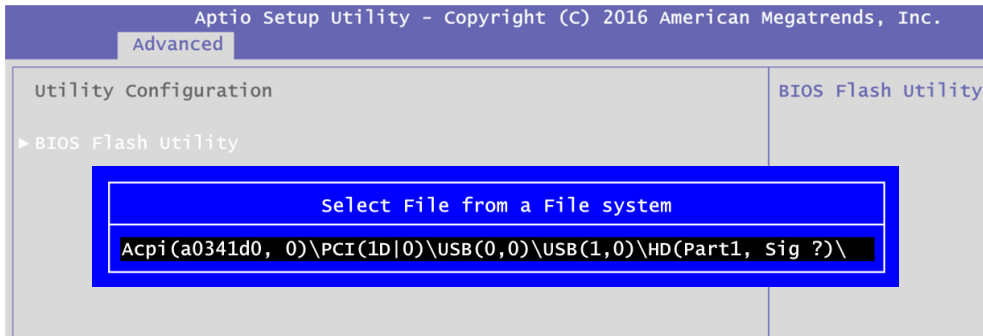 Aptio Setup Utility - Copyright (C) 2016 American Megatrends, Inc.
Advanced
Utility Configuration
BIOS Flash Utility
►BIOS Flash Utility
Select File from a File system
Acpi(a0341d0, 0)\PCI(1D|0)\USB(0,0)\USB(1,0)\HD(Part1, Sig ?)\